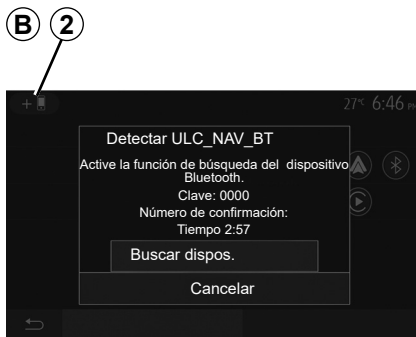 B 2
27°C 6:46 PM
Detectar ULC_NAV_BT
Active la función de búsqueda del dispositivo
Bluetooth.
Clave: 0000
Número de confirmación:
Tiempo 2:57
Buscar dispos.
Cancelar